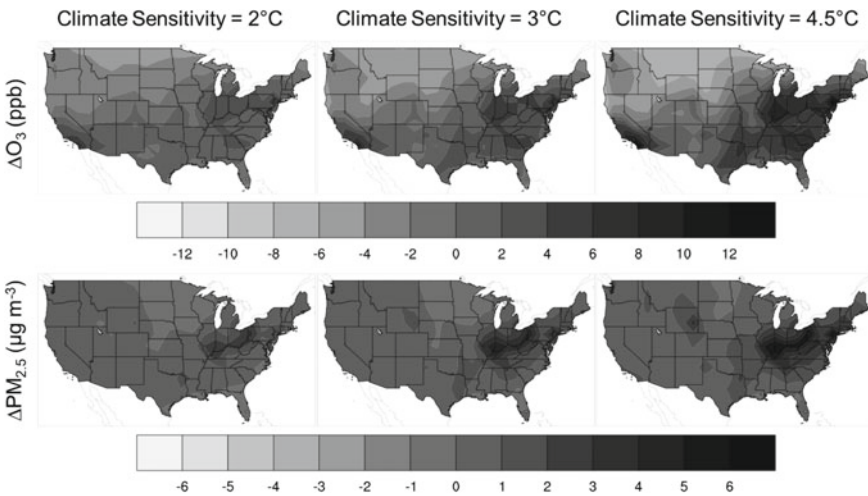 Climate Sensitivity = 2°C Climate Sensitivity = 3°C Climate Sensitivity = 4.5°C
ΔO₃ (ppb)
-12 -10 -8 -6 -4 -2 0 2 4 6 8 10 12
ΔPM₂.₅ (µg m⁻³)
-6 -5 -4 -3 -2 -1 0 1 2 3 4 5 6